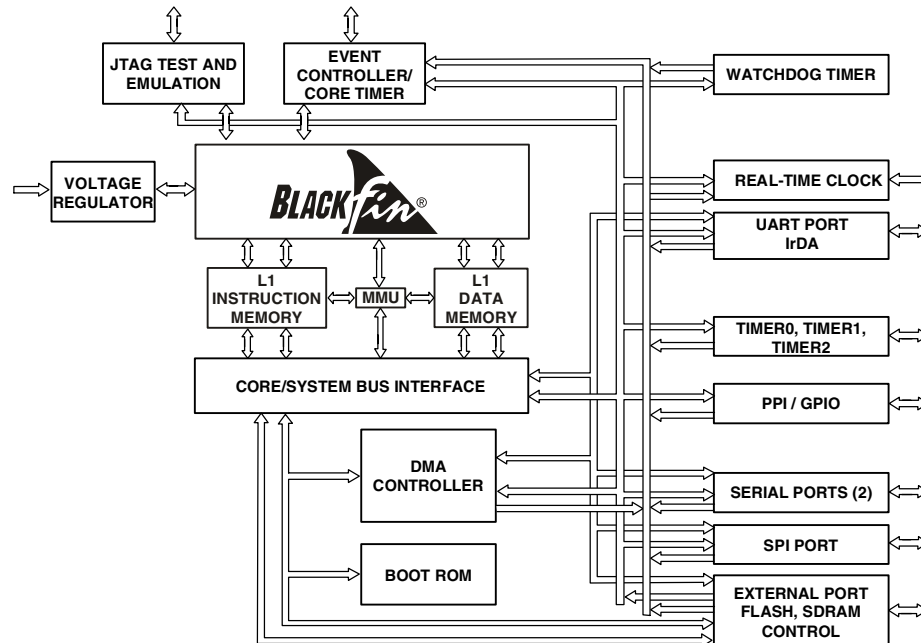 JTAG TEST AND
EMULATION
EVENT
CONTROLLER/
CORE TIMER
WATCHDOG TIMER
VOLTAGE
REGULATOR
BLACKfin®
REAL-TIME CLOCK
UART PORT
IrDA
L1
INSTRUCTION
MEMORY
MMU
L1
DATA
MEMORY
TIMER0, TIMER1,
TIMER2
CORE/SYSTEM BUS INTERFACE
PPI / GPIO
DMA
CONTROLLER
SERIAL PORTS (2)
SPI PORT
BOOT ROM
EXTERNAL PORT
FLASH, SDRAM
CONTROL